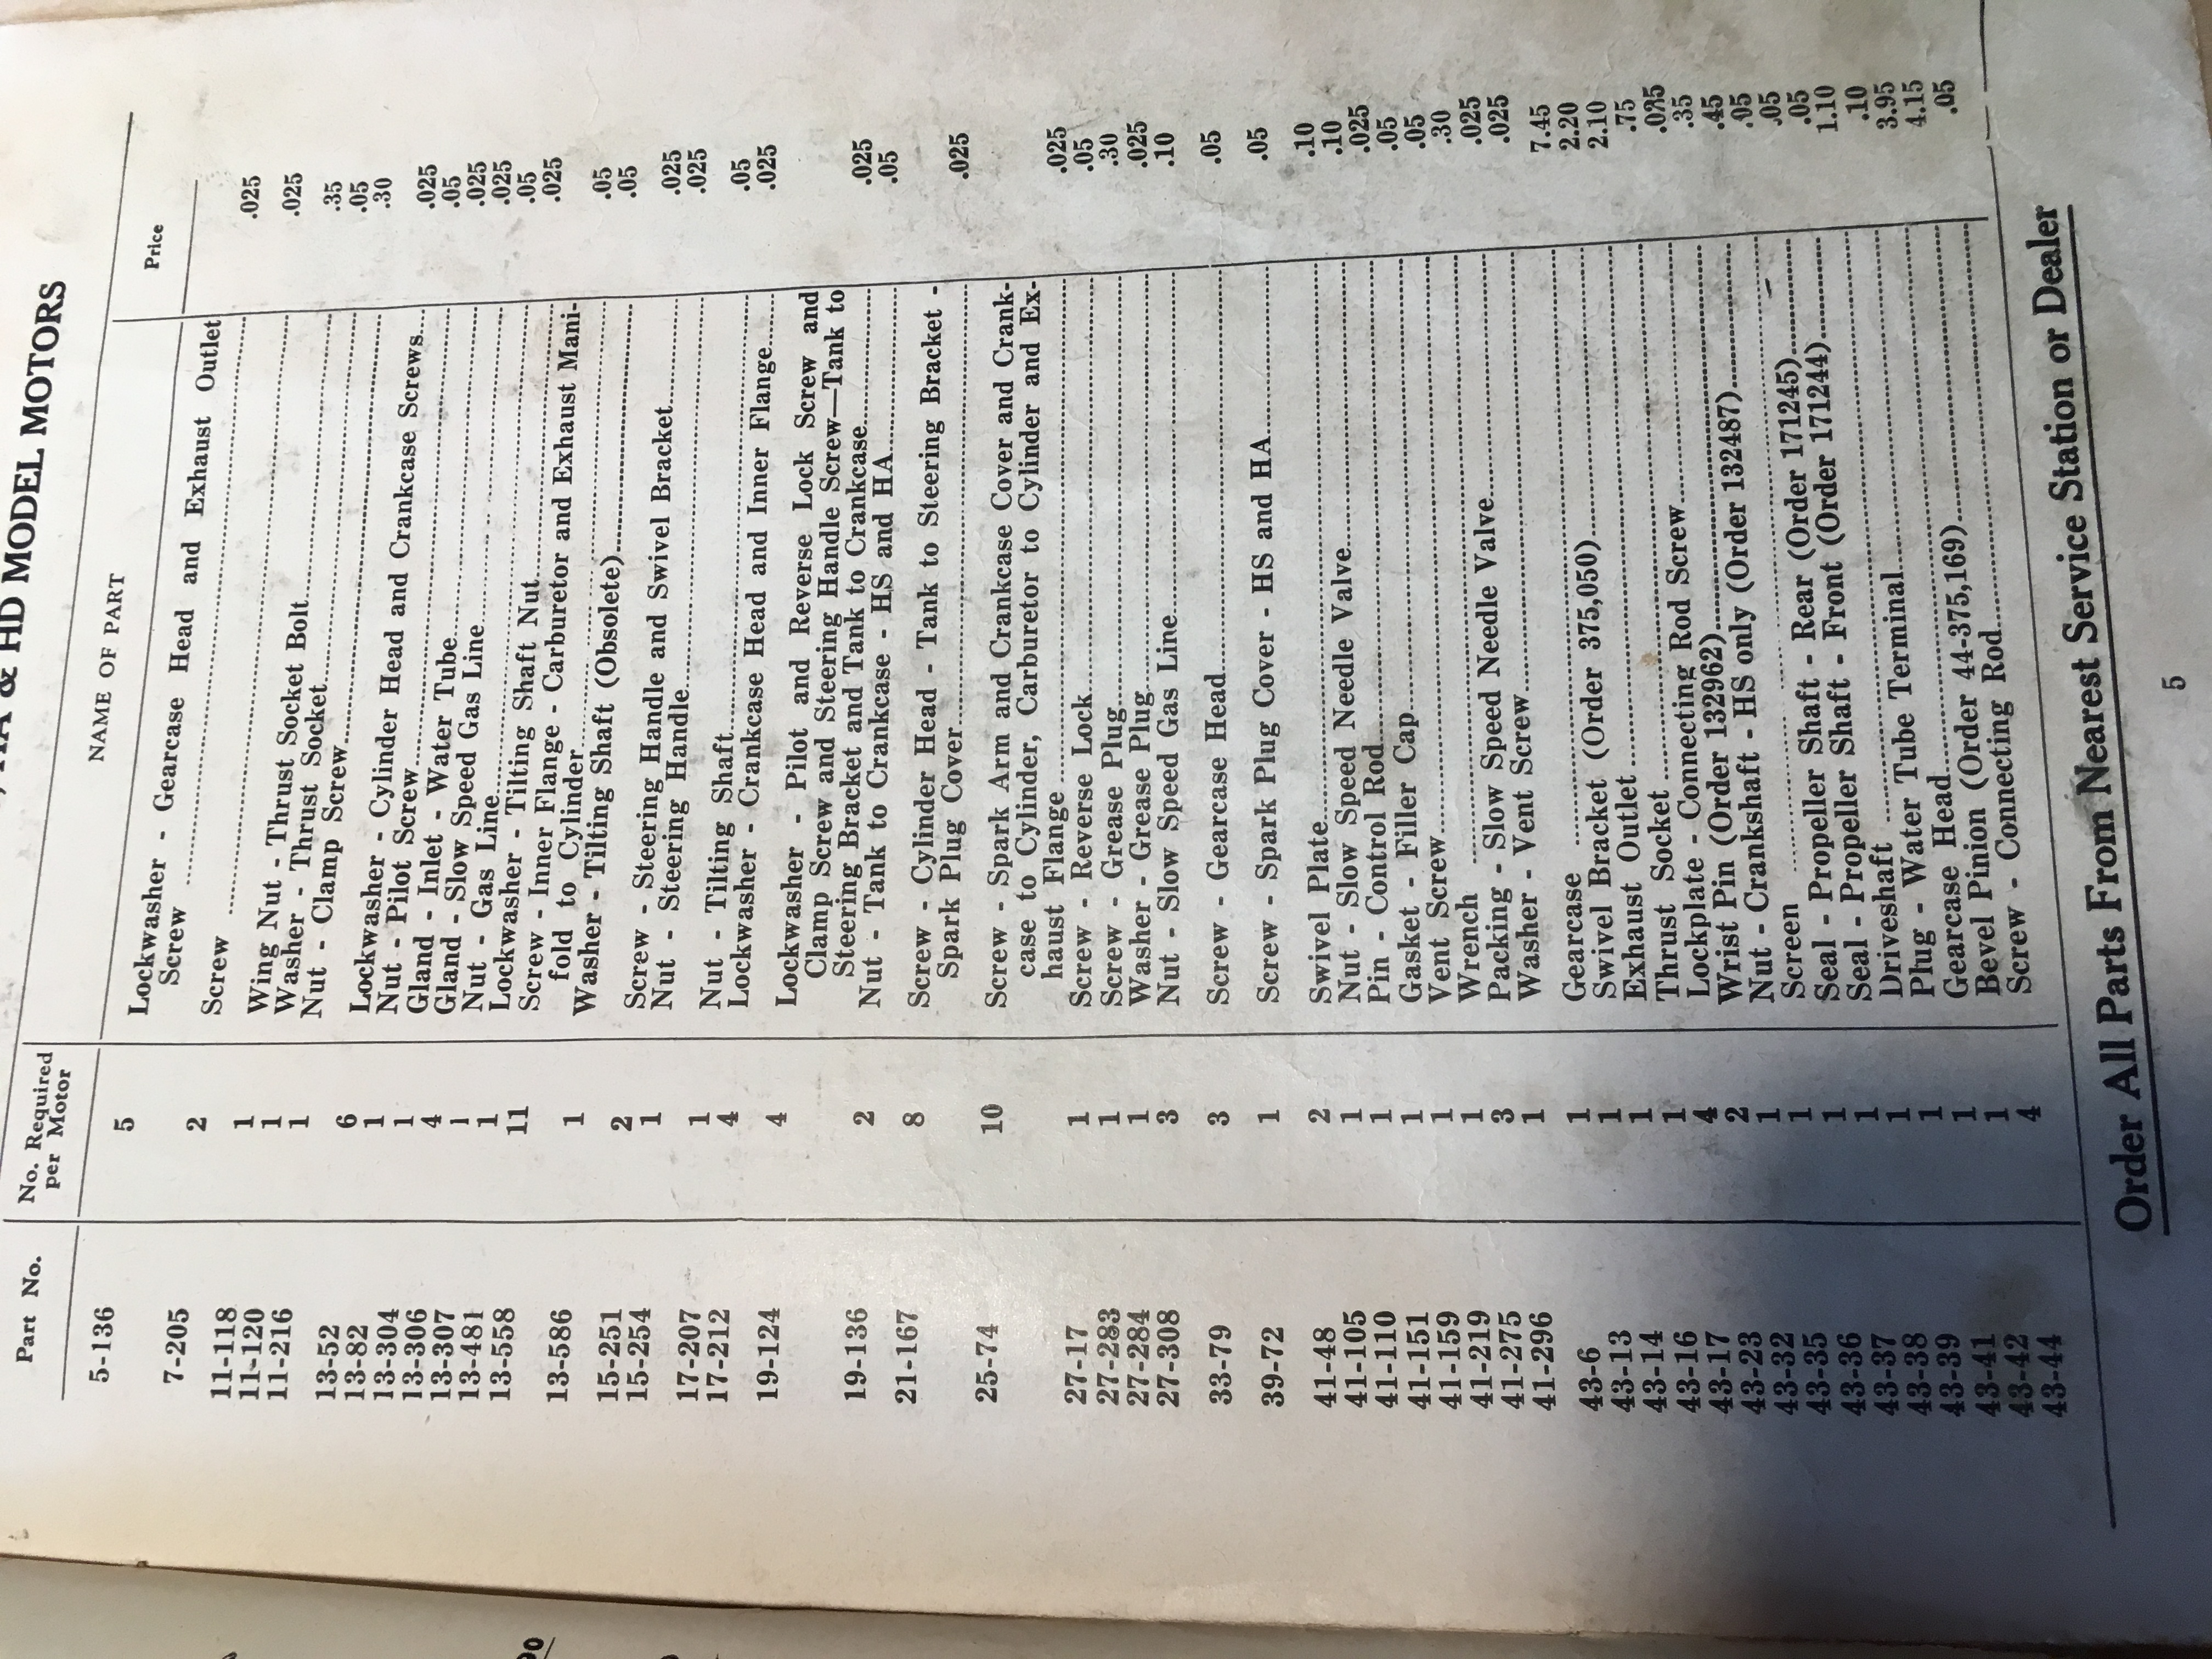 , HA & HD MODEL MOTORS
Part No. No. Required per Motor NAME OF PART Price
5-136 5 Lockwasher - Gearcase Head and Exhaust Outlet
Screw .025
7-205 2 Screw .025
11-118 1 Wing Nut - Thrust Socket Bolt .35
11-120 1 Washer - Thrust Socket .05
11-216 1 Nut - Clamp Screw .30
13-52 6 Lockwasher - Cylinder Head and Crankcase Screws .025
13-82 1 Nut - Pilot Screw .05
13-304 1 Gland - Inlet - Water Tube .025
13-306 4 Gland - Slow Speed Gas Line .025
13-307 1 Nut - Gas Line .05
13-481 1 Lockwasher - Tilting Shaft Nut .025
13-558 11 Screw - Inner Flange - Carburetor and Exhaust Mani-
fold to Cylinder .05
13-586 1 Washer - Tilting Shaft (Obsolete) .05
15-251 2 Screw - Steering Handle and Swivel Bracket .025
15-254 1 Nut - Steering Handle .025
17-207 1 Nut - Tilting Shaft .05
17-212 4 Lockwasher - Crankcase Head and Inner Flange .025
19-124 4 Lockwasher - Pilot and Reverse Lock Screw and
Clamp Screw and Steering Handle Screw—Tank to
Steering Bracket and Tank to Crankcase .025
19-136 2 Nut - Tank to Crankcase - HS and HA .05
21-167 8 Screw - Cylinder Head - Tank to Steering Bracket -
Spark Plug Cover .025
25-74 10 Screw - Spark Arm and Crankcase Cover and Crank-
case to Cylinder, Carburetor to Cylinder and Ex-
haust Flange .025
27-17 1 Screw - Reverse Lock .05
27-283 1 Screw - Grease Plug .30
27-284 1 Washer - Grease Plug .025
27-308 3 Nut - Slow Speed Gas Line .10
33-79 3 Screw - Gearcase Head .05
39-72 1 Screw - Spark Plug Cover - HS and HA .05
41-48 2 Swivel Plate .10
41-105 1 Nut - Slow Speed Needle Valve .10
41-110 1 Pin - Control Rod .025
41-151 1 Gasket - Filler Cap .05
41-159 1 Vent Screw .05
41-219 1 Wrench .30
41-275 3 Packing - Slow Speed Needle Valve .025
41-296 1 Washer - Vent Screw .025
43-6 1 Gearcase 7.45
43-13 1 Swivel Bracket (Order 375,050) 2.20
43-14 1 Exhaust Outlet 2.10
43-16 1 Thrust Socket .75
43-17 4 Lockplate - Connecting Rod Screw .025
43-23 2 Wrist Pin (Order 132962) .35
43-32 1 Nut - Crankshaft - HS only (Order 132487) .45
43-35 1 Screen .05
43-36 1 Seal - Propeller Shaft - Rear (Order 171245) .05
43-37 1 Seal - Propeller Shaft - Front (Order 171244) .05
43-38 1 Driveshaft 1.10
43-39 1 Plug - Water Tube Terminal .10
43-41 1 Gearcase Head 3.95
43-42 1 Bevel Pinion (Order 44-375,169) 4.15
43-44 4 Screw - Connecting Rod .05
Order All Parts From Nearest Service Station or Dealer
5